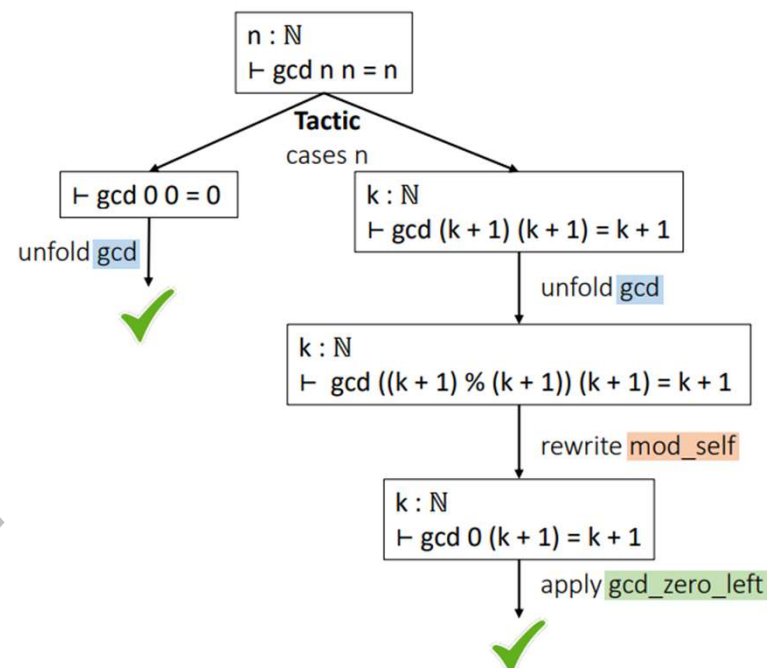 n : ℕ
⊢ gcd n n = n
Tactic
cases n
⊢ gcd 0 0 = 0
k : ℕ
⊢ gcd (k + 1) (k + 1) = k + 1
unfold gcd
unfold gcd
k : ℕ
⊢ gcd ((k + 1) % (k + 1)) (k + 1) = k + 1
rewrite mod_self
k : ℕ
⊢ gcd 0 (k + 1) = k + 1
apply gcd_zero_left